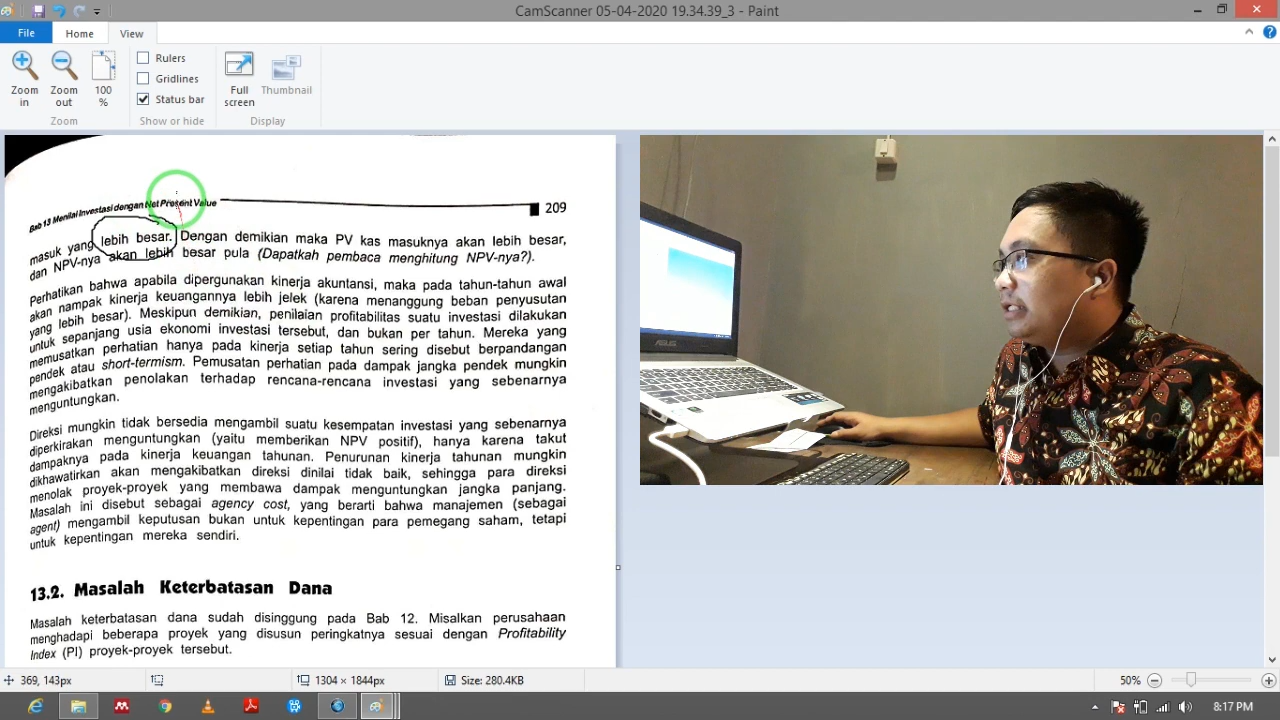 CamScanner 05-04-2020 19.34.39_3 - Paint
File
Home
View
Zoom in
Zoom out
100 %
Rulers
Gridlines
Status bar
Full screen
Thumbnail
Zoom
Show or hide
Display
Bab 13 Menilai Investasi dengan Net Present Value
209
masuk yang lebih besar. Dengan demikian maka PV kas masuknya akan lebih besar,
dan NPV-nya akan lebih besar pula (Dapatkah pembaca menghitung NPV-nya?).
Perhatikan bahwa apabila dipergunakan kinerja akuntansi, maka pada tahun-tahun awal
akan nampak kinerja keuangannya lebih jelek (karena menanggung beban penyusutan
yang lebih besar). Meskipun demikian, penilaian profitabilitas suatu investasi dilakukan
untuk sepanjang usia ekonomi investasi tersebut, dan bukan per tahun. Mereka yang
memusatkan perhatian hanya pada kinerja setiap tahun sering disebut berpandangan
pendek atau short-termism. Pemusatan perhatian pada dampak jangka pendek mungkin
mengakibatkan penolakan terhadap rencana-rencana investasi yang sebenarnya
menguntungkan.
Direksi mungkin tidak bersedia mengambil suatu kesempatan investasi yang sebenarnya
diperkirakan menguntungkan (yaitu memberikan NPV positif), hanya karena takut
dampaknya pada kinerja keuangan tahunan. Penurunan kinerja tahunan mungkin
dikhawatirkan akan mengakibatkan direksi dinilai tidak baik, sehingga para direksi
menolak proyek-proyek yang membawa dampak menguntungkan jangka panjang.
Masalah ini disebut sebagai agency cost, yang berarti bahwa manajemen (sebagai
agent) mengambil keputusan bukan untuk kepentingan para pemegang saham, tetapi
untuk kepentingan mereka sendiri.
13.2. Masalah Keterbatasan Dana
Masalah keterbatasan dana sudah disinggung pada Bab 12. Misalkan perusahaan
menghadapi beberapa proyek yang disusun peringkatnya sesuai dengan Profitability
Index (PI) proyek-proyek tersebut.
ASUS
369, 143px
1304 × 1844px
Size: 280.4KB
50%
8:17 PM